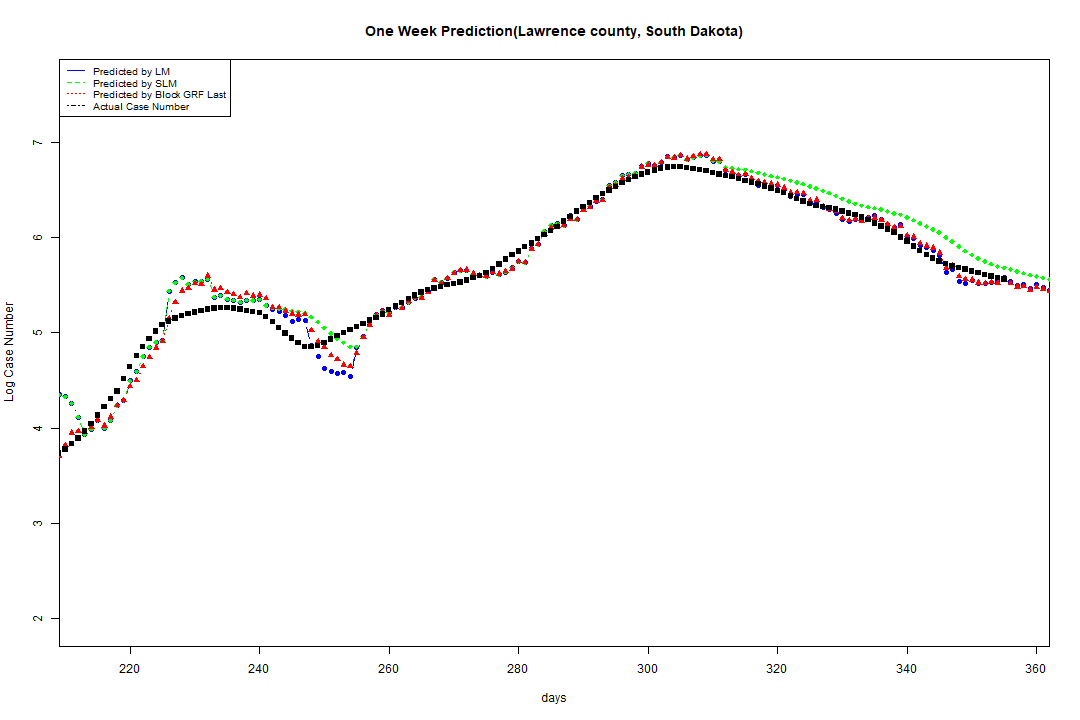 One Week Prediction(Lawrence county, South Dakota)
Predicted by LM
Predicted by SLM
Predicted by Block GRF Last
Actual Case Number
7
6
5
4
3
2
Log Case Number
220 240 260 280 300 320 340 360
days